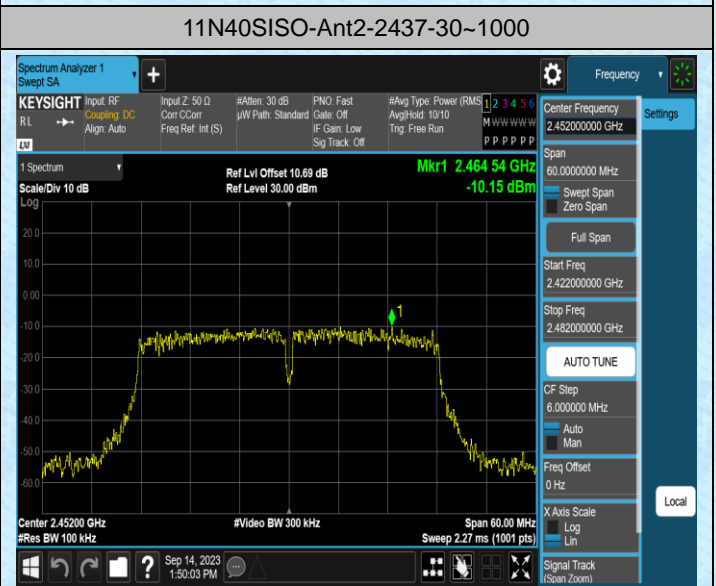 11N40SISO-Ant2-2437-30~1000
Spectrum Analyzer 1
Swept SA
Frequency
KEYSIGHT
RL
LXI
Input: RF
Coupling: DC
Align: Auto
Input Z: 50 Ω
Corr CCorr
Freq Ref: Int (S)
#Atten: 30 dB
µW Path: Standard
PNO: Fast
Gate: Off
IF Gain: Low
Sig Track: Off
#Avg Type: Power (RMS
Avg|Hold: 10/10
Trig: Free Run
1 2 3 4 5 6
M W W W W W
P P P P P P
1 Spectrum
Scale/Div 10 dB
Log
Ref Lvl Offset 10.69 dB
Ref Level 30.00 dBm
Mkr1 2.464 54 GHz
-10.15 dBm
20.0
10.0
0.00
-10.0
-20.0
-30.0
-40.0
-50.0
-60.0
1
Center 2.45200 GHz
#Res BW 100 kHz
#Video BW 300 kHz
Span 60.00 MHz
Sweep 2.27 ms (1001 pts)
Center Frequency
2.452000000 GHz
Settings
Span
60.0000000 MHz
Swept Span
Zero Span
Full Span
Start Freq
2.422000000 GHz
Stop Freq
2.482000000 GHz
AUTO TUNE
CF Step
6.000000 MHz
Auto
Man
Freq Offset
0 Hz
X Axis Scale
Log
Lin
Local
Signal Track
(Span Zoom)
?
Sep 14, 2023
1:50:03 PM